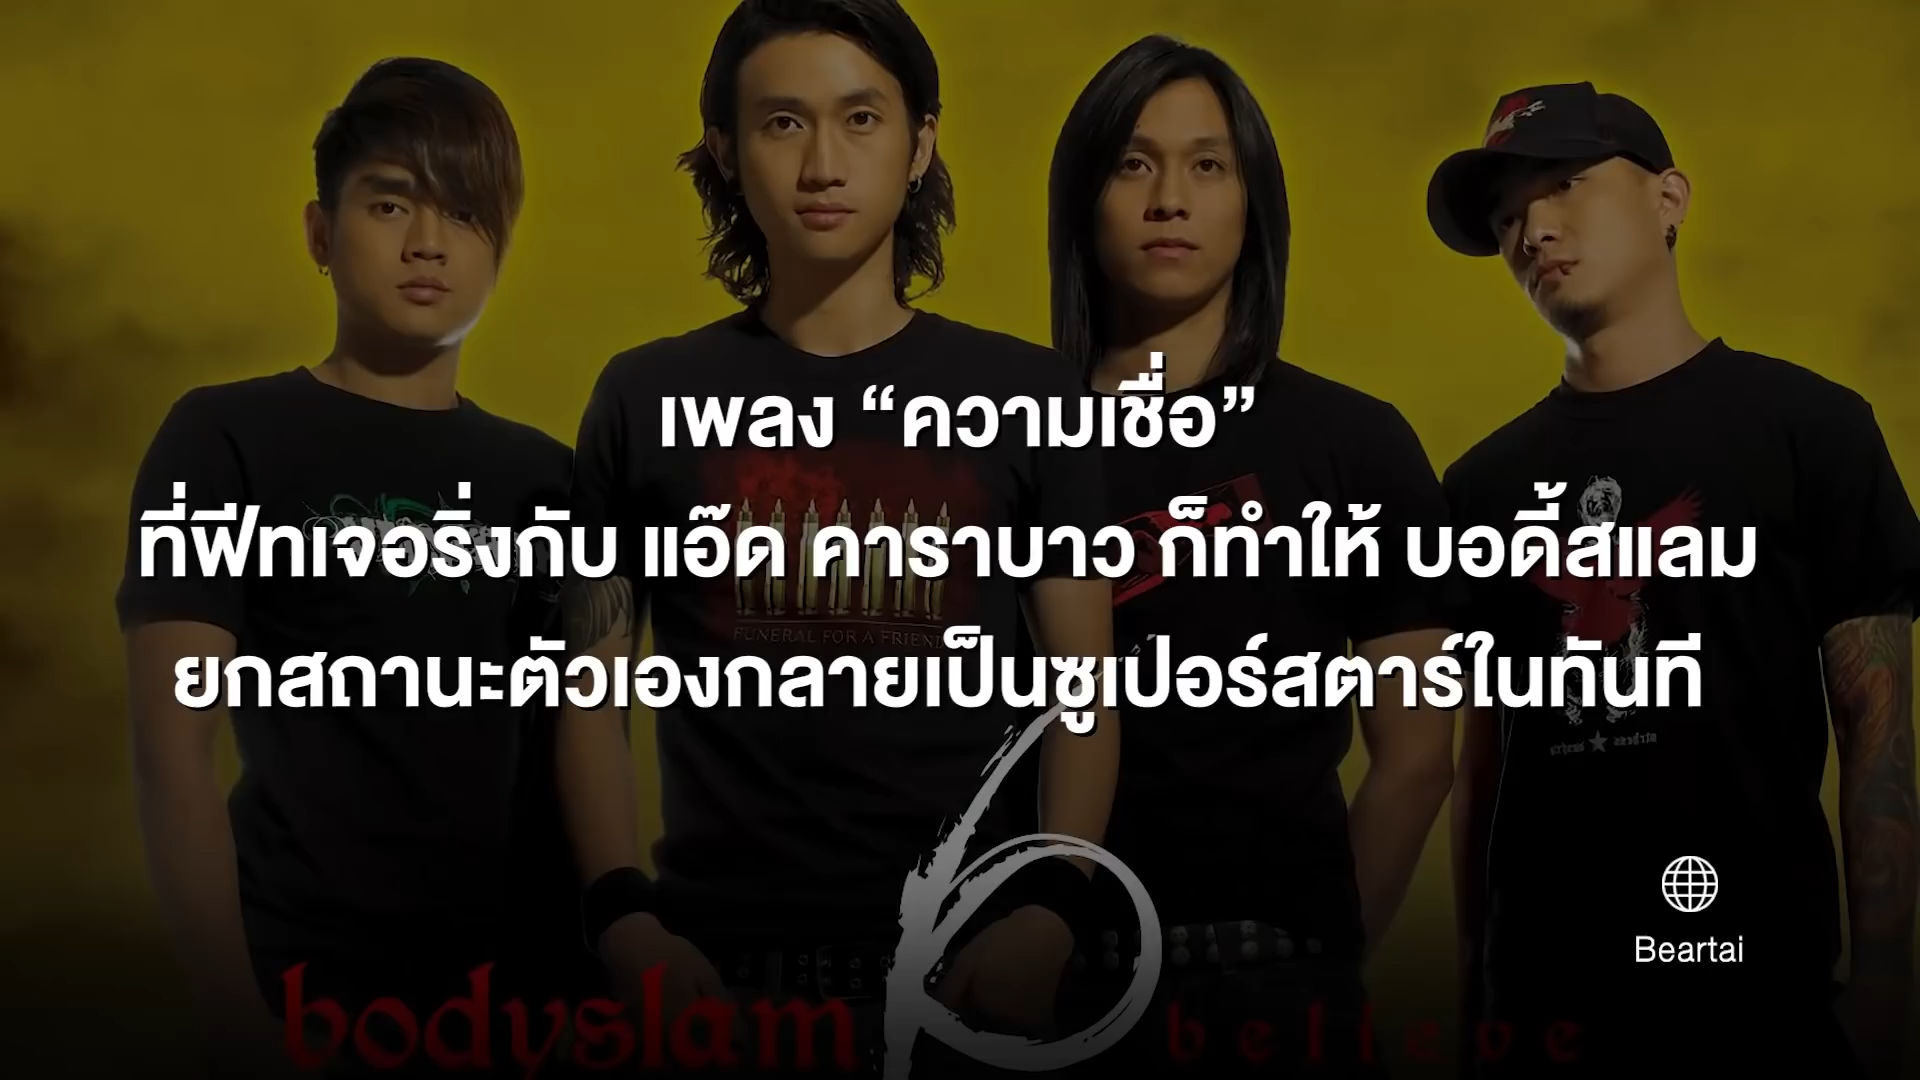 เพลง “ความเชื่อ”
ที่ฟีทเจอริ่งกับ แอ๊ด คาราบาว ก็ทำให้ บอดี้สแลม
FUNERAL FOR A FRIEND
ยกสถานะตัวเองกลายเป็นซูเปอร์สตาร์ในทันที
Beartai
bodyslam
believe